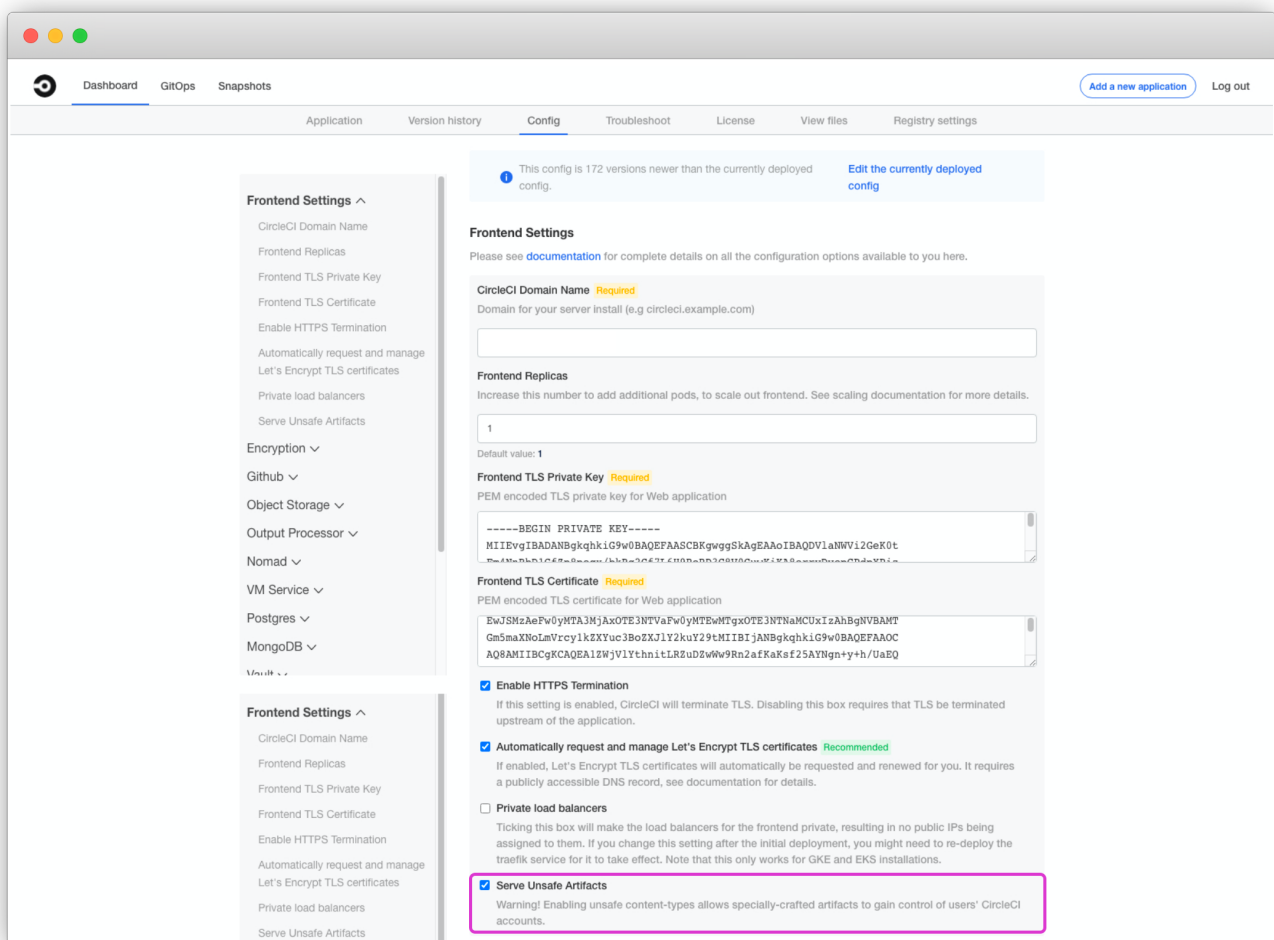 Dashboard GitOps Snapshots Add a new application Log out
Application Version history Config Troubleshoot License View files Registry settings
This config is 172 versions newer than the currently deployed
config.
Edit the currently deployed
config
Frontend Settings
CircleCI Domain Name
Frontend Replicas
Frontend TLS Private Key
Frontend TLS Certificate
Enable HTTPS Termination
Automatically request and manage
Let's Encrypt TLS certificates
Private load balancers
Serve Unsafe Artifacts
Encryption
Github
Object Storage
Output Processor
Nomad
VM Service
Postgres
MongoDB
Vault
Frontend Settings
CircleCI Domain Name
Frontend Replicas
Frontend TLS Private Key
Frontend TLS Certificate
Enable HTTPS Termination
Automatically request and manage
Let's Encrypt TLS certificates
Private load balancers
Serve Unsafe Artifacts
Frontend Settings
Please see documentation for complete details on all the configuration options available to you here.
CircleCI Domain Name Required
Domain for your server install (e.g circleci.example.com)
Frontend Replicas
Increase this number to add additional pods, to scale out frontend. See scaling documentation for more details.
1
Default value: 1
Frontend TLS Private Key Required
PEM encoded TLS private key for Web application
-----BEGIN PRIVATE KEY-----
MIIEvgIBADANBgkqhkiG9w0BAQEFAASCBKgwggSkAgEAAoIBAQDVlaNWVi2GeK0t
Frontend TLS Certificate Required
PEM encoded TLS certificate for Web application
EwJSMzAeFw0yMTA3MjAxOTE3NTVaFw0yMTEwMTgxOTE3NTNaMCUxIzAhBgNVBAMT
Gm5maXNoLmVrcy1kZXYuc3BoZXJlY2kuY29tMIIBIjANBgkqhkiG9w0BAQEFAAOC
AQ8AMIIBCgKCAQEA1ZWjVlYthnitLRZuDZwWw9Rn2afKaKsf25AYNgn+y+h/UaEQ
Enable HTTPS Termination
If this setting is enabled, CircleCI will terminate TLS. Disabling this box requires that TLS be terminated
upstream of the application.
Automatically request and manage Let's Encrypt TLS certificates Recommended
If enabled, Let's Encrypt TLS certificates will automatically be requested and renewed for you. It requires
a publicly accessible DNS record, see documentation for details.
Private load balancers
Ticking this box will make the load balancers for the frontend private, resulting in no public IPs being
assigned to them. If you change this setting after the initial deployment, you might need to re-deploy the
traefik service for it to take effect. Note that this only works for GKE and EKS installations.
Serve Unsafe Artifacts
Warning! Enabling unsafe content-types allows specially-crafted artifacts to gain control of users' CircleCI
accounts.